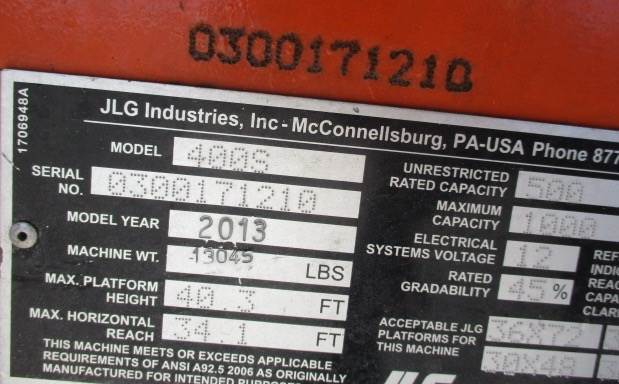 0300171210
1706948A
JLG Industries, Inc - McConnellsburg, PA-USA Phone 877
MODEL 400S
SERIAL NO. 0300171210
MODEL YEAR 2013
MACHINE WT. 13045 LBS
MAX. PLATFORM HEIGHT 40.3 FT
MAX. HORIZONTAL REACH 34.1 FT
THIS MACHINE MEETS OR EXCEEDS APPLICABLE
REQUIREMENTS OF ANSI A92.5 2006 AS ORIGINALLY
MANUFACTURED FOR INTENDED
UNRESTRICTED RATED CAPACITY 500
MAXIMUM CAPACITY 1000
ELECTRICAL SYSTEMS VOLTAGE 12
RATED GRADABILITY 45 %
ACCEPTABLE JLG PLATFORMS FOR THIS MACHINE
36X72
30X48